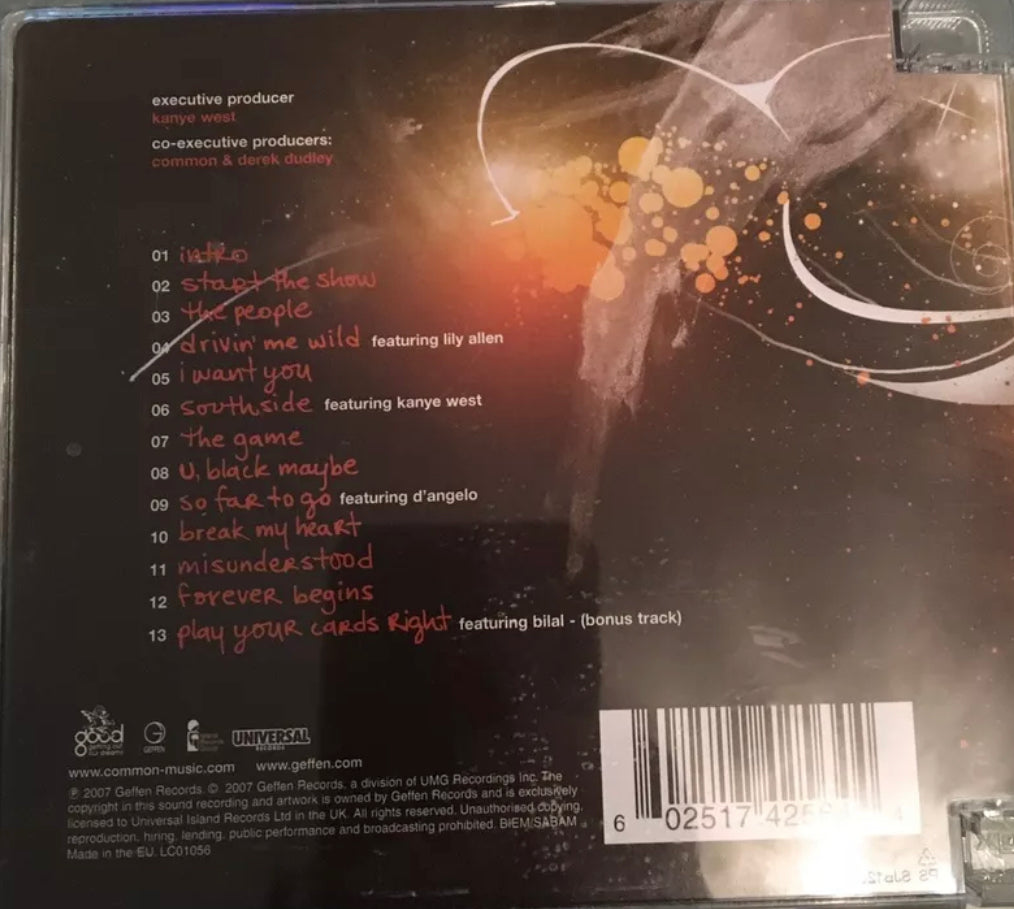 executive producer
kanye west
co-executive producers:
common & derek dudley
01 intro
02 start the show
03 the people
04 drivin' me wild featuring lily allen
05 i want you
06 southside featuring kanye west
07 the game
08 u, black maybe
09 so far to go featuring d'angelo
10 break my heart
11 misunderstood
12 forever begins
13 play your cards right featuring bilal - (bonus track)
good GEFFEN UNIVERSAL
getting out our dreams RECORDS
www.common-music.com www.geffen.com
℗ 2007 Geffen Records. © 2007 Geffen Records, a division of UMG Recordings Inc. The
copyright in this sound recording and artwork is owned by Geffen Records and is exclusively
licensed to Universal Island Records Ltd in the UK. All rights reserved. Unauthorised copying,
reproduction, hiring, lending, public performance and broadcasting prohibited. BIEM/SABAM
Made in the EU. LC01056
6 02517 425 4